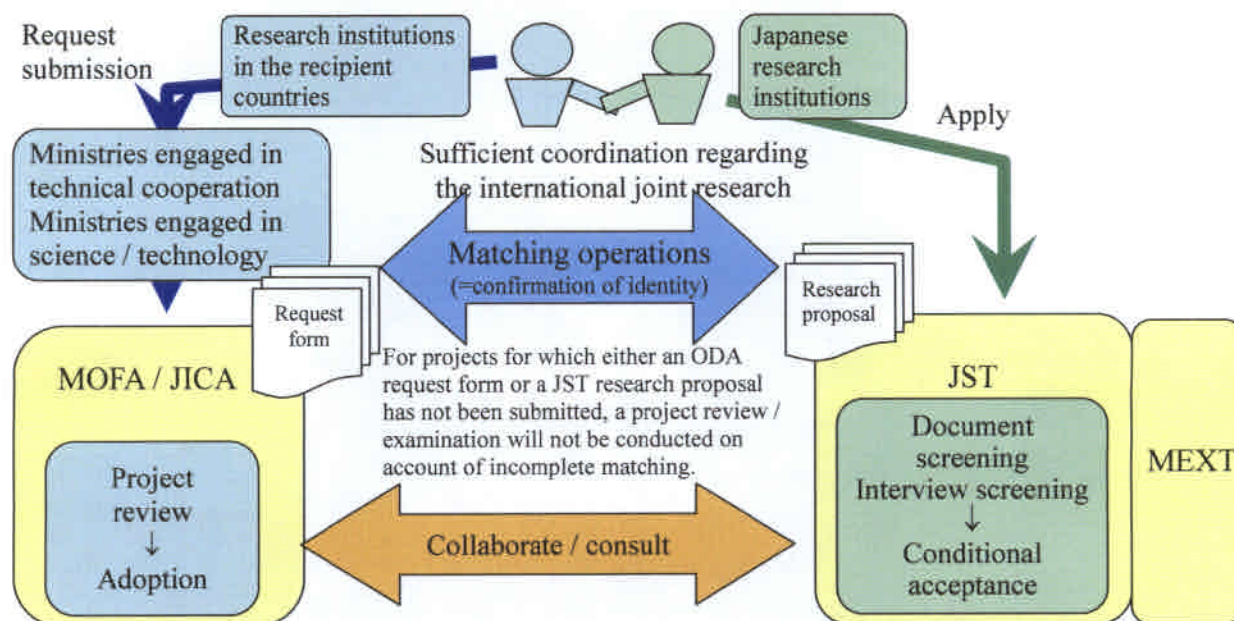 Request
submission
Research institutions
in the recipient
countries
Japanese
research
institutions
Apply
Ministries engaged in
technical cooperation
Ministries engaged in
science / technology
Sufficient coordination regarding
the international joint research
Matching operations
(=confirmation of identity)
Request
form
Research
proposal
For projects for which either an ODA
request form or a JST research proposal
has not been submitted, a project review /
examination will not be conducted on
account of incomplete matching.
MOFA / JICA
Project
review
↓
Adoption
Collaborate / consult
JST
Document
screening
Interview screening
↓
Conditional
acceptance
MEXT